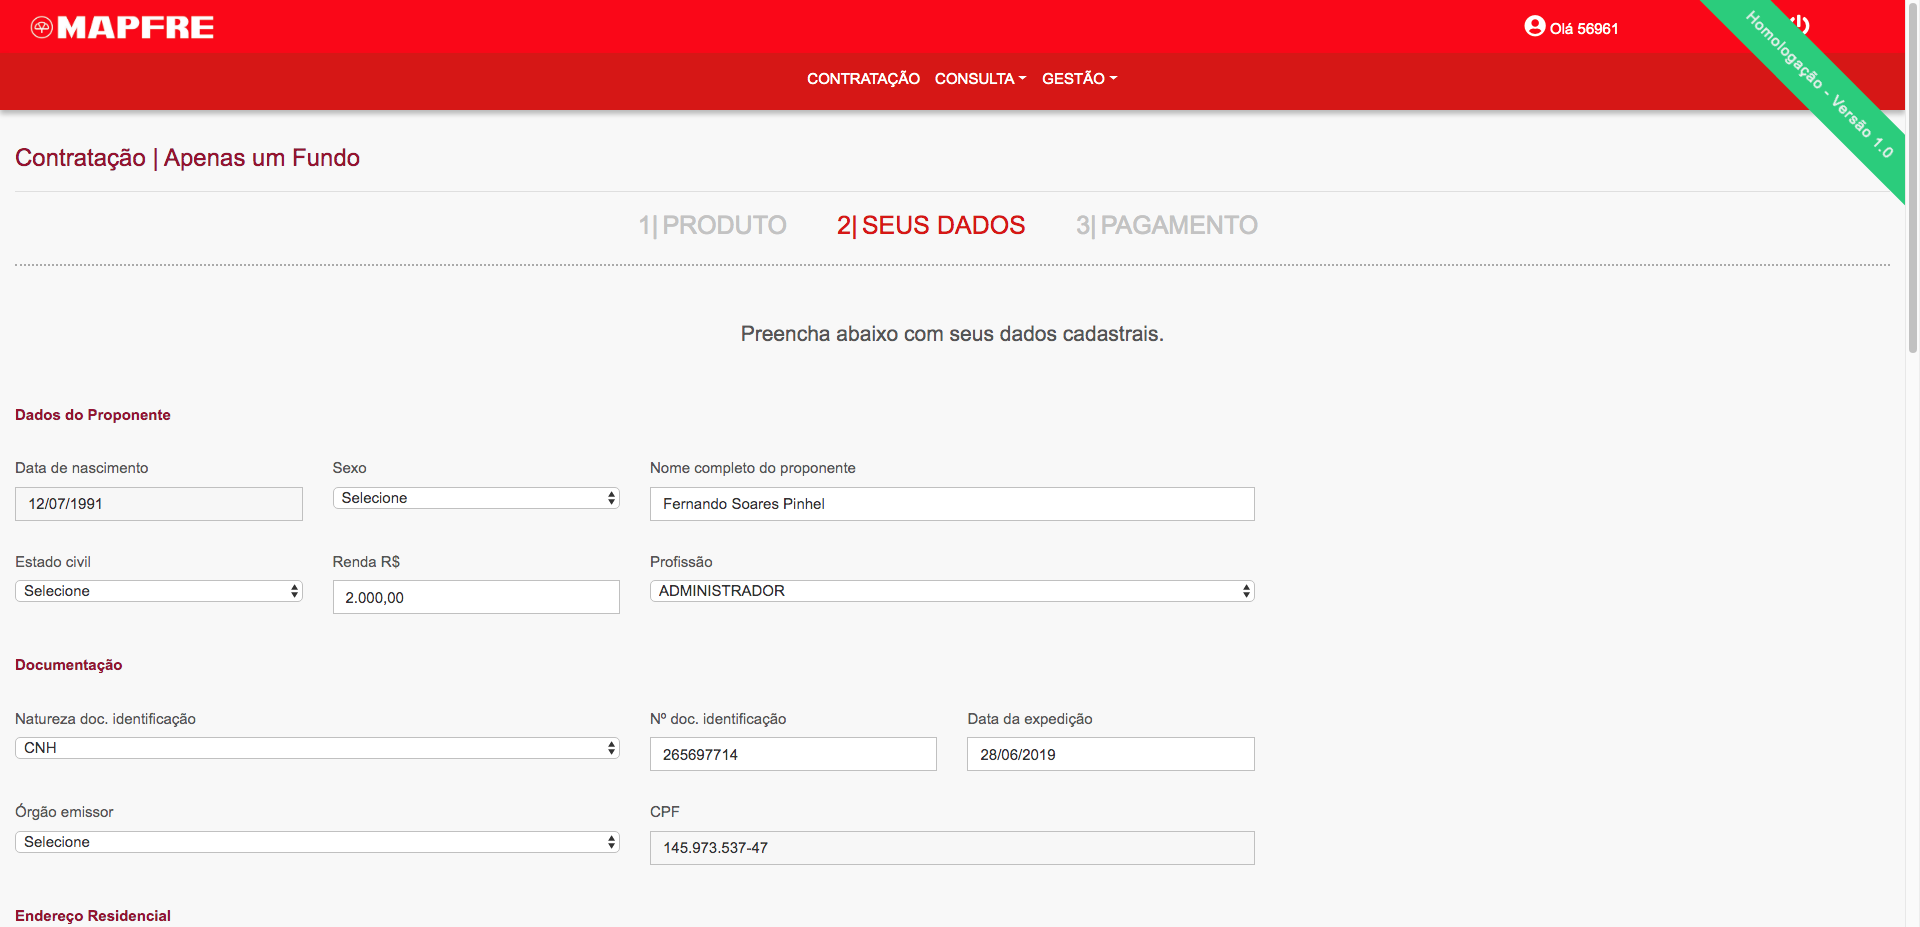 MAPFRE
Olá 56961
Homologação - Versão 1.0
CONTRATAÇÃO CONSULTA GESTÃO
Contratação | Apenas um Fundo
1| PRODUTO 2| SEUS DADOS 3| PAGAMENTO
Preencha abaixo com seus dados cadastrais.
Dados do Proponente
Data de nascimento Sexo Nome completo do proponente
12/07/1991 Selecione Fernando Soares Pinhel
Estado civil Renda R$ Profissão
Selecione 2.000,00 ADMINISTRADOR
Documentação
Natureza doc. identificação Nº doc. identificação Data da expedição
CNH 265697714 28/06/2019
Órgão emissor CPF
Selecione 145.973.537-47
Endereço Residencial